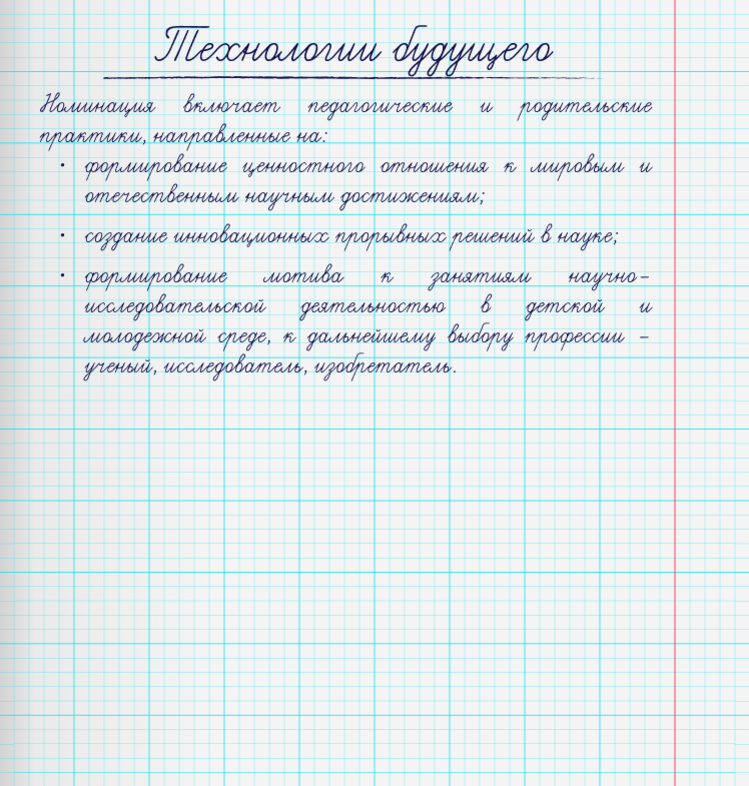 Технологии будущего
Номинация включает педагогические и родительские
практики, направленные на:
• формирование ценностного отношения к мировым и
отечественным научным достижениям;
• создание инновационных прорывных решений в науке;
• формирование мотива к занятиям научно-
исследовательской деятельностью в детской и
молодежной среде, к дальнейшему выбору профессии –
ученый, исследователь, изобретатель.